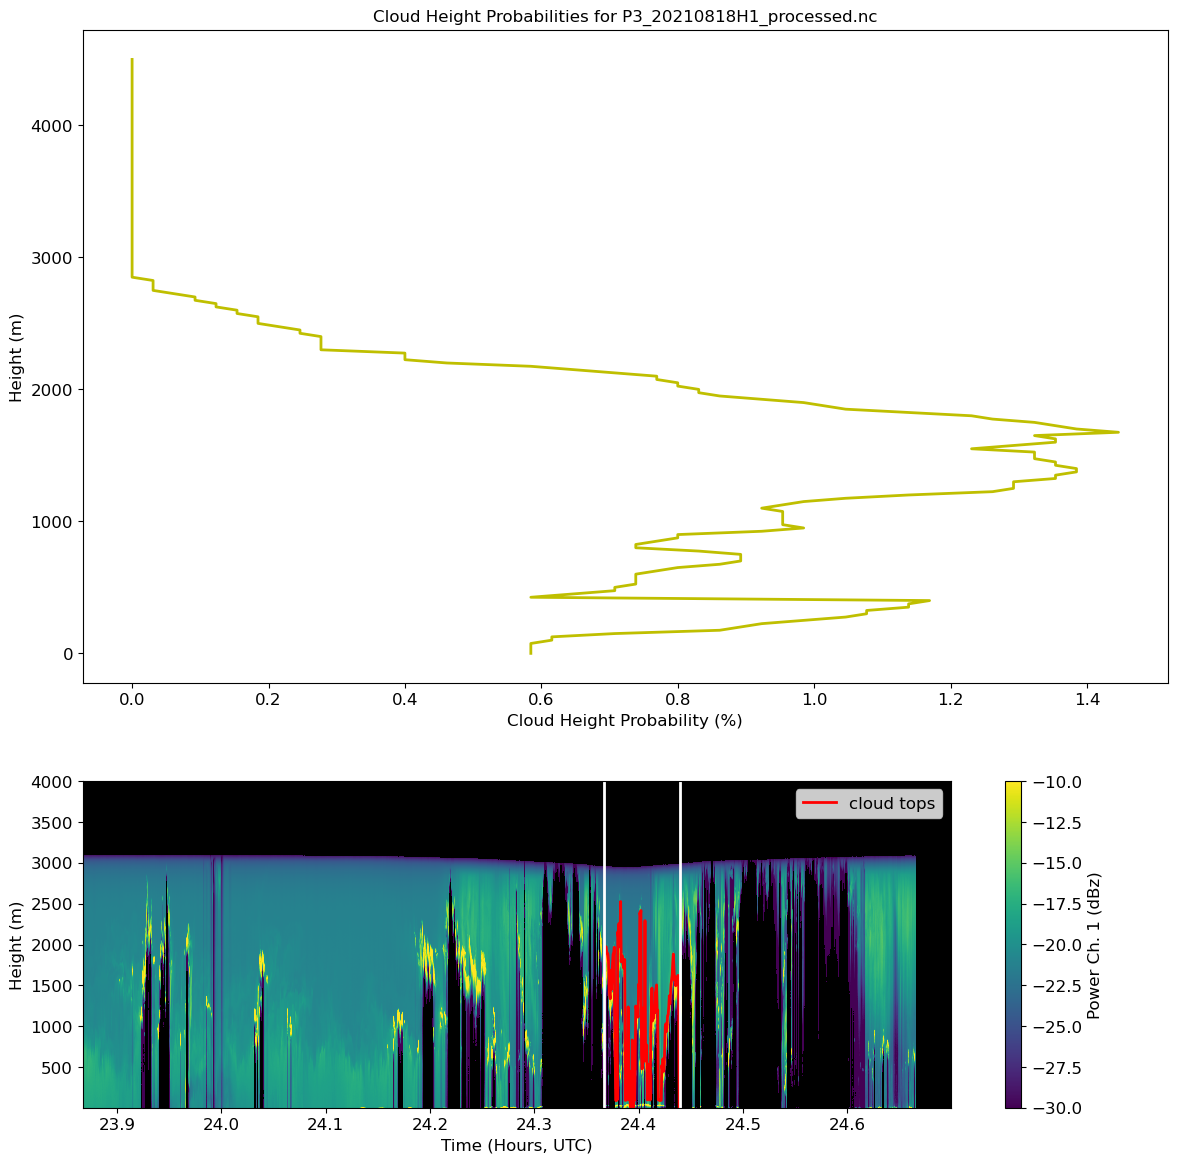 Cloud Height Probabilities for P3_20210818H1_processed.nc
4000
3000
2000
1000
0
Height (m)
0.0 0.2 0.4 0.6 0.8 1.0 1.2 1.4
Cloud Height Probability (%)
4000
3500
3000
2500
2000
1500
1000
500
Height (m)
cloud tops
23.9 24.0 24.1 24.2 24.3 24.4 24.5 24.6
Time (Hours, UTC)
−10.0
−12.5
−15.0
−17.5
−20.0
−22.5
−25.0
−27.5
−30.0
Power Ch. 1 (dBz)